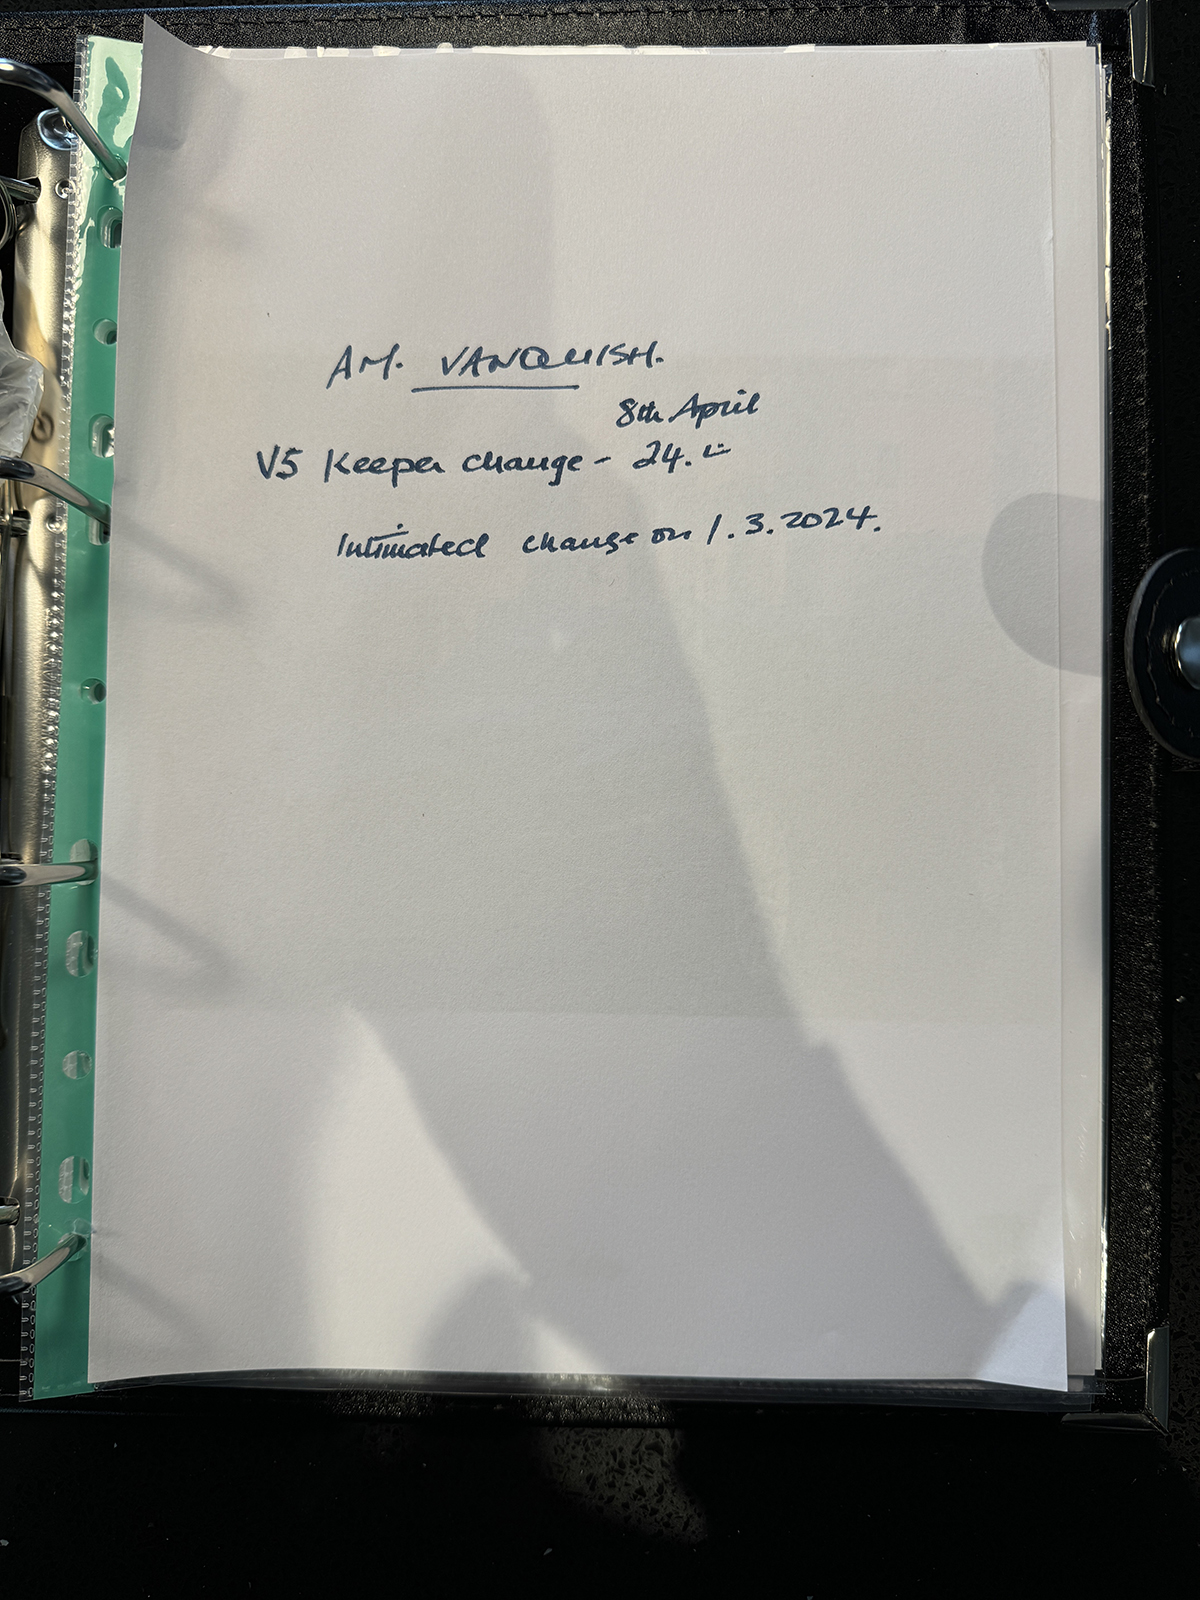 AM. VANQUISH.
8th April
V5 Keeper change - 24.
Intimated change on 1.3.2024.